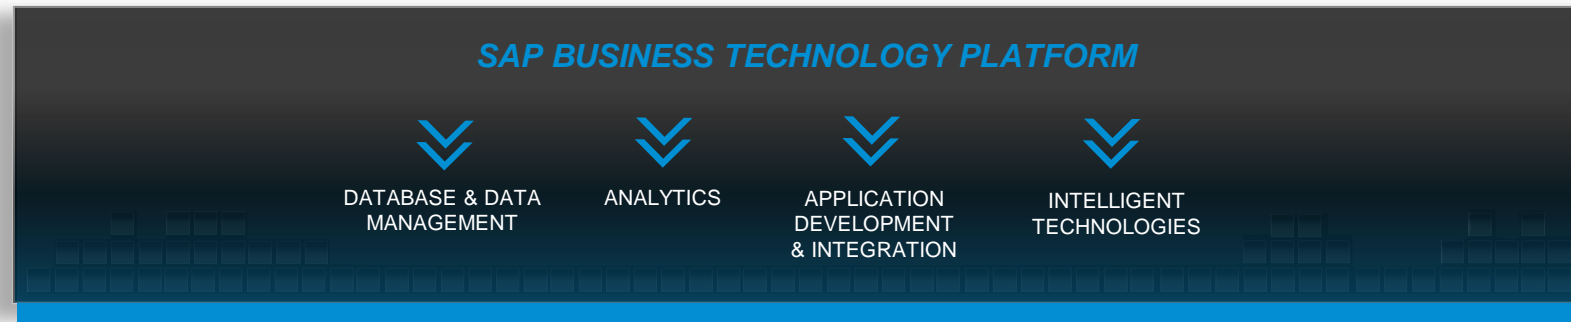 SAP BUSINESS TECHNOLOGY PLATFORM
DATABASE & DATA
MANAGEMENT
ANALYTICS
APPLICATION
DEVELOPMENT
& INTEGRATION
INTELLIGENT
TECHNOLOGIES